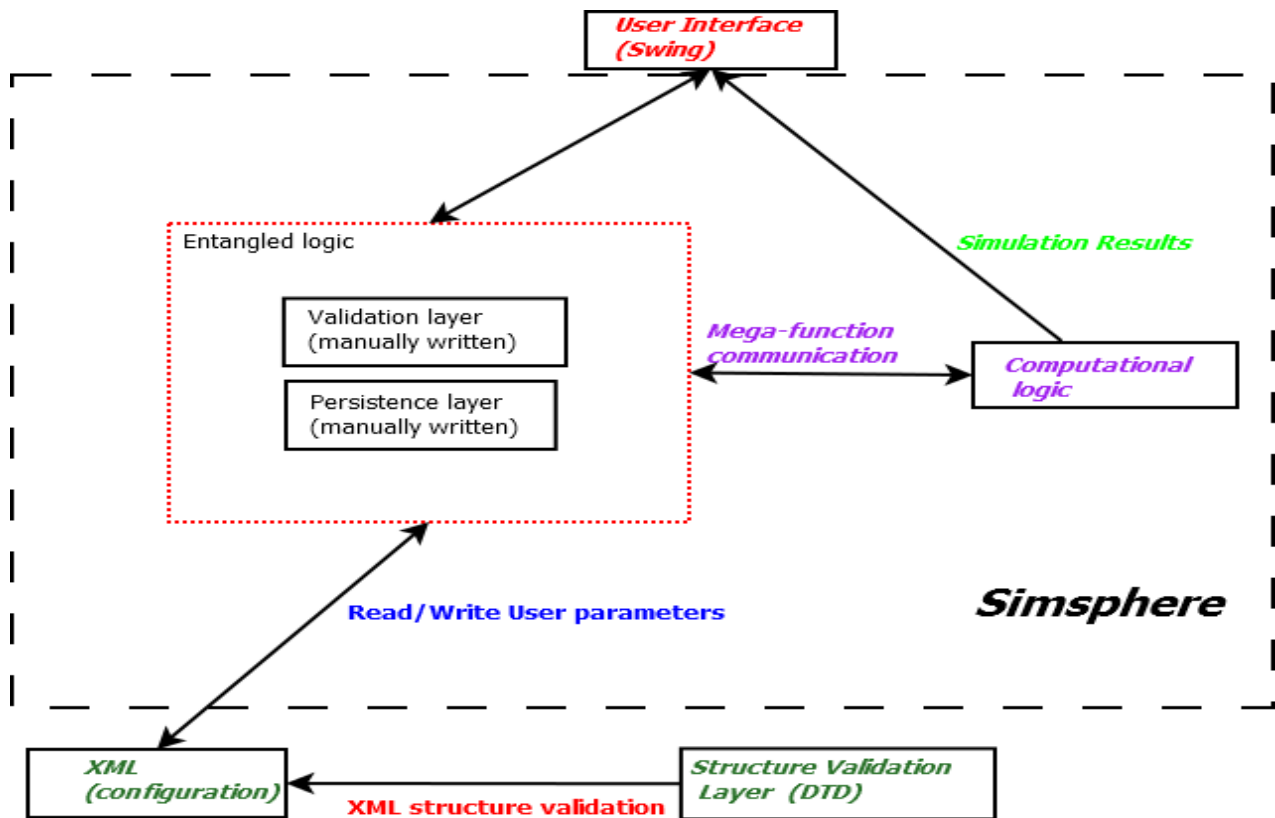 User Interface
(Swing)
Entangled logic
Validation layer
(manually written)
Persistence layer
(manually written)
Simulation Results
Mega-function
communication
Computational
logic
Read/Write User parameters
Simsphere
XML
(configuration)
XML structure validation
Structure Validation
Layer (DTD)